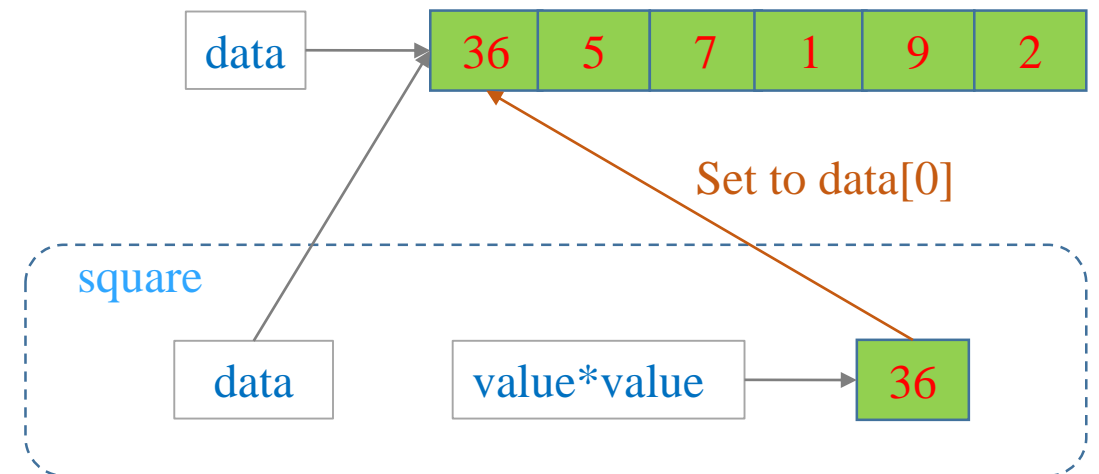 data 36 5 7 1 9 2
Set to data[0]
square
data value*value 36